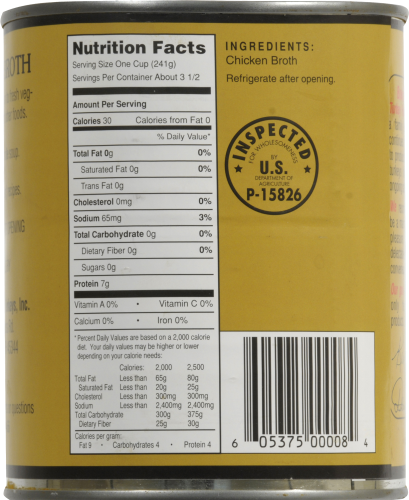 BROTH
fresh veg-
foods.
OPENING
Inc.
questions
Nutrition Facts
Serving Size One Cup (241g)
Servings Per Container About 3 1/2
Amount Per Serving
Calories 30 Calories from Fat 0
% Daily Value*
Total Fat 0g 0%
Saturated Fat 0g 0%
Trans Fat 0g
Cholesterol 0mg 0%
Sodium 65mg 3%
Total Carbohydrate 0g 0%
Dietary Fiber 0g 0%
Sugars 0g
Protein 7g
Vitamin A 0% • Vitamin C 0%
Calcium 0% • Iron 0%
*Percent Daily Values are based on a 2,000 calorie
diet. Your daily values may be higher or lower
depending on your calorie needs:
Calories: 2,000 2,500
Total Fat Less than 65g 80g
Saturated Fat Less than 20g 25g
Cholesterol Less than 300mg 300mg
Sodium Less than 2,400mg 2,400mg
Total Carbohydrate 300g 375g
Dietary Fiber 25g 30g
Calories per gram:
Fat 9 • Carbohydrates 4 • Protein 4
INGREDIENTS:
Chicken Broth
Refrigerate after opening.
INSPECTED
FOR WHOLESOMENESS
BY
U.S.
DEPARTMENT OF
AGRICULTURE
P-15826
6 05375 00008 4